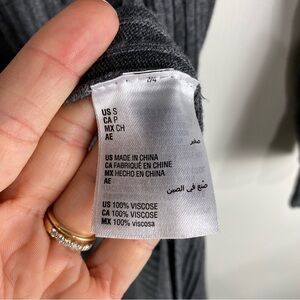 US S
CA P
MX CH
AE صغير
US MADE IN CHINA
CA FABRIQUÉ EN CHINE
MX HECHO EN CHINA
AE صنع في الصين
US 100% VISCOSE
CA 100% VISCOSE
MX 100% viscosa